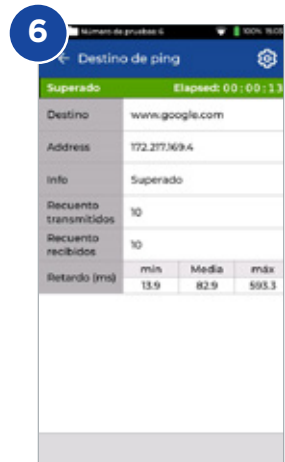 6
Número de pruebas: 6 100% 15:03
← Destino de ping
Superado Elapsed: 00:00:13
Destino www.google.com
Address 172.217.169.4
Info Superado
Recuento transmitidos 10
Recuento recibidos 10
Retardo (ms) min Media máx
13.9 82.9 593.3